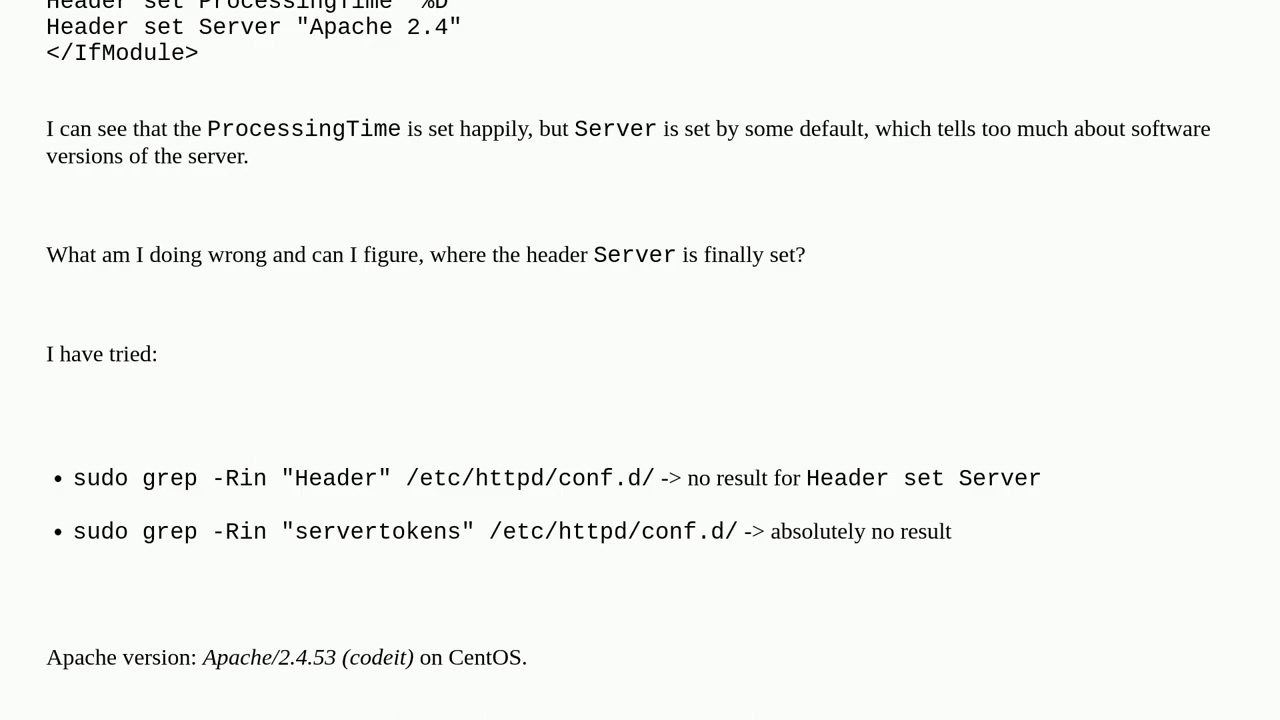 Header set ProcessingTime "%D"
Header set Server "Apache 2.4"
</IfModule>
I can see that the ProcessingTime is set happily, but Server is set by some default, which tells too much about software
versions of the server.
What am I doing wrong and can I figure, where the header Server is finally set?
I have tried:
• sudo grep -Rin "Header" /etc/httpd/conf.d/ -> no result for Header set Server
• sudo grep -Rin "servertokens" /etc/httpd/conf.d/ -> absolutely no result
Apache version: Apache/2.4.53 (codeit) on CentOS.